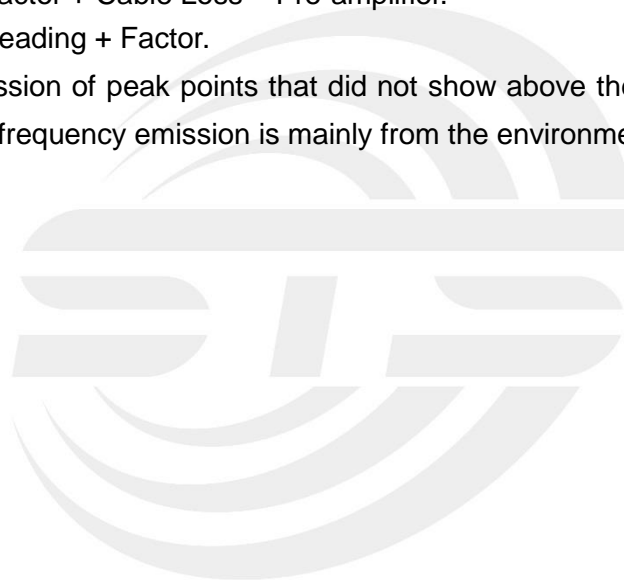 actor + Cable Loss – Pre-amplifier.
eading + Factor.
ssion of peak points that did not show above the
frequency emission is mainly from the environme
STS